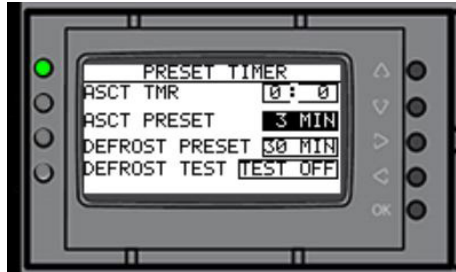 PRESET TIMER
ASCT TMR 0: 0
ASCT PRESET 3 MIN
DEFROST PRESET 30 MIN
DEFROST TEST TEST OFF
OK